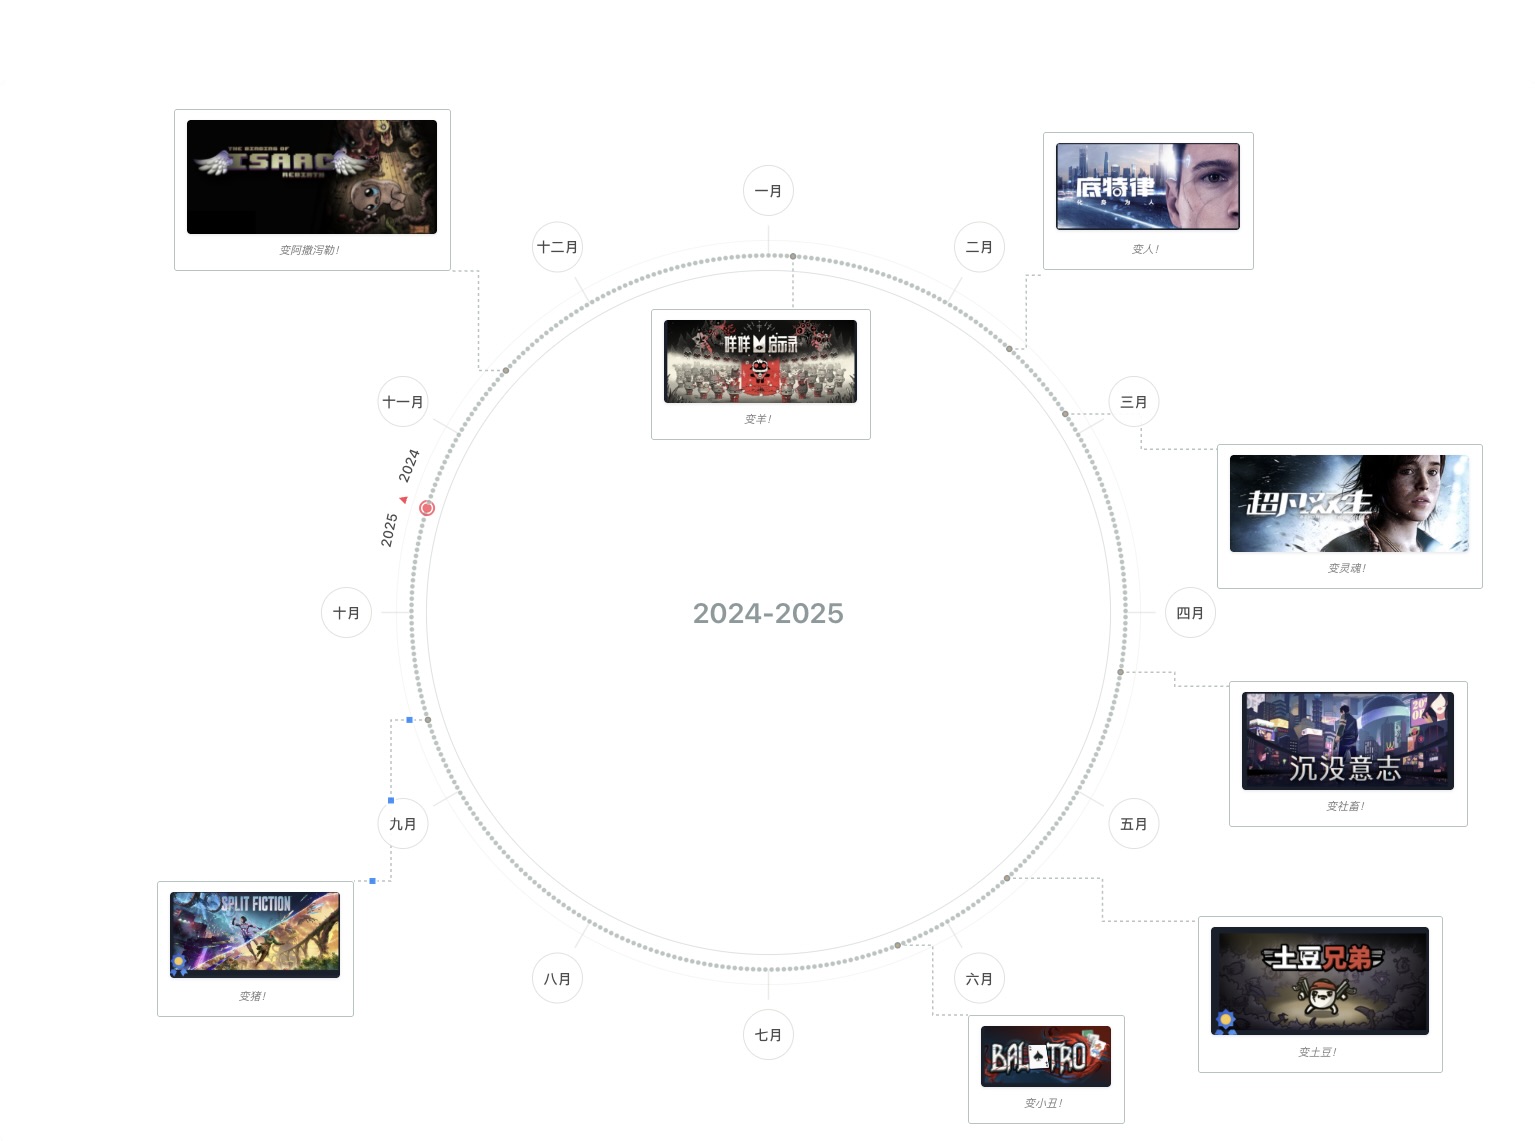 THE BINDING OF
ISAAC
REBIRTH
变阿撒泻勒!
一月
十二月
二月
底特律
化身为人
变人!
咩咩启示录
变羊!
十一月
三月
2024
2025
超凡双生
变灵魂!
十月
2024-2025
四月
沉没意志
变社畜!
九月
五月
SPLIT FICTION
变猪!
八月
六月
七月
土豆兄弟
变土豆!
BALATRO
变小丑!